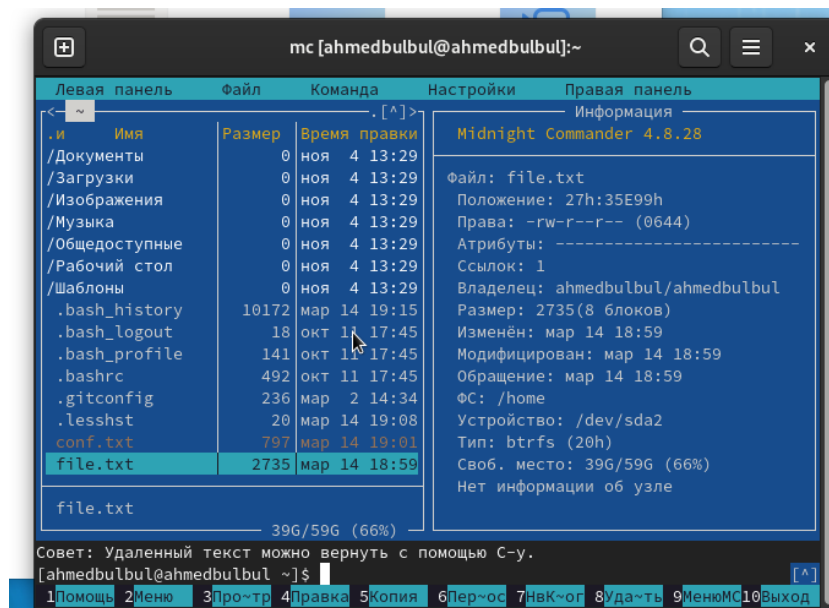 mc [ahmedbulbul@ahmedbulbul]:~
Левая панель Файл Команда Настройки Правая панель
<─ ~ .[^]>
.и Имя Размер Время правки
/Документы 0 ноя 4 13:29
/Загрузки 0 ноя 4 13:29
/Изображения 0 ноя 4 13:29
/Музыка 0 ноя 4 13:29
/Общедоступные 0 ноя 4 13:29
/Рабочий стол 0 ноя 4 13:29
/Шаблоны 0 ноя 4 13:29
.bash_history 10172 мар 14 19:15
.bash_logout 18 окт 11 17:45
.bash_profile 141 окт 11 17:45
.bashrc 492 окт 11 17:45
.gitconfig 236 мар 2 14:34
.lesshst 20 мар 14 19:08
conf.txt 797 мар 14 19:01
file.txt 2735 мар 14 18:59
file.txt
39G/59G (66%)
Информация
Midnight Commander 4.8.28
Файл: file.txt
Положение: 27h:35E99h
Права: -rw-r--r-- (0644)
Атрибуты: --------------------------
Ссылок: 1
Владелец: ahmedbulbul/ahmedbulbul
Размер: 2735(8 блоков)
Изменён: мар 14 18:59
Модифицирован: мар 14 18:59
Обращение: мар 14 18:59
ФС: /home
Устройство: /dev/sda2
Тип: btrfs (20h)
Своб. место: 39G/59G (66%)
Нет информации об узле
Совет: Удаленный текст можно вернуть с помощью C-y.
[ahmedbulbul@ahmedbulbul ~]$ [^]
1Помощь 2Меню 3Про~тр 4Правка 5Копия 6Пер~ос 7НвК~ог 8Уда~ть 9МенюMC10Выход